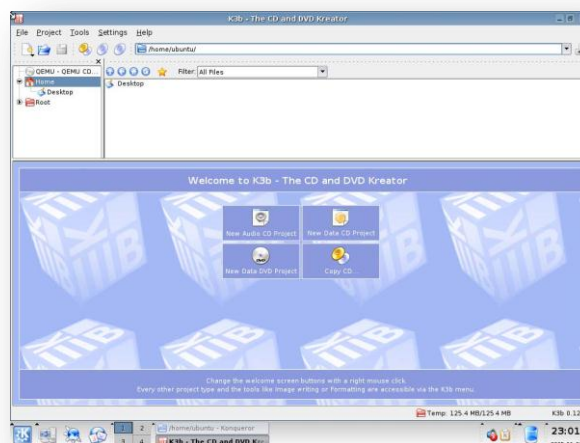 K3b - The CD and DVD Kreator
File Project Tools Settings Help
/home/ubuntu/
QEMU - QEMU CD...
Home
Desktop
Root
Filter: All Files
Desktop
Welcome to K3b - The CD and DVD Kreator
New Audio CD Project New Data CD Project
New Data DVD Project Copy CD...
Change the welcome screen buttons with a right mouse click.
Every other project type and the tools like Image writing or Formatting are accessible via the K3b menu.
Temp: 125.4 MB/125.4 MB K3b 0.12
1 2 /home/ubuntu - Konqueror
3 4 K3b - The CD and DVD Kre
23:01